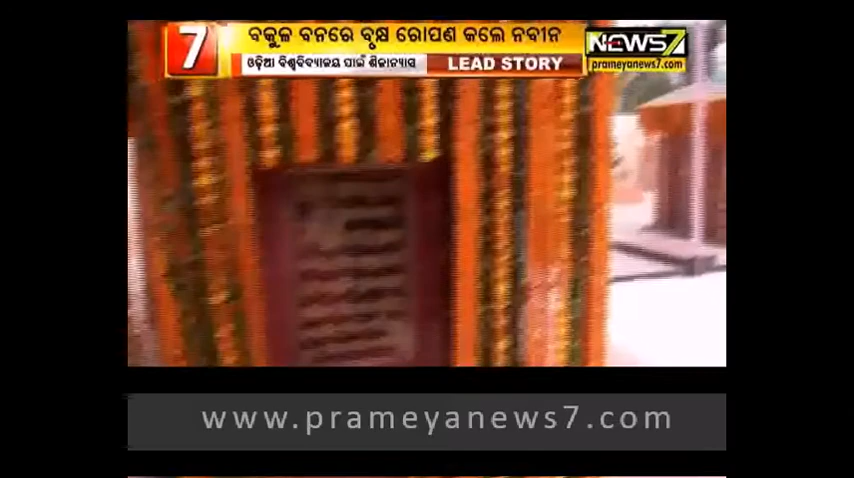 7
ବକୁଳ ବନରେ ବୃକ୍ଷ ରୋପଣ କଲେ ନବୀନ
ଓଡ଼ିଆ ବିଶ୍ୱବିଦ୍ୟାଳୟ ପାଇଁ ଶିଳାନ୍ୟାସ
LEAD STORY
NEWS7
prameyanews7.com
www.prameyanews7.com